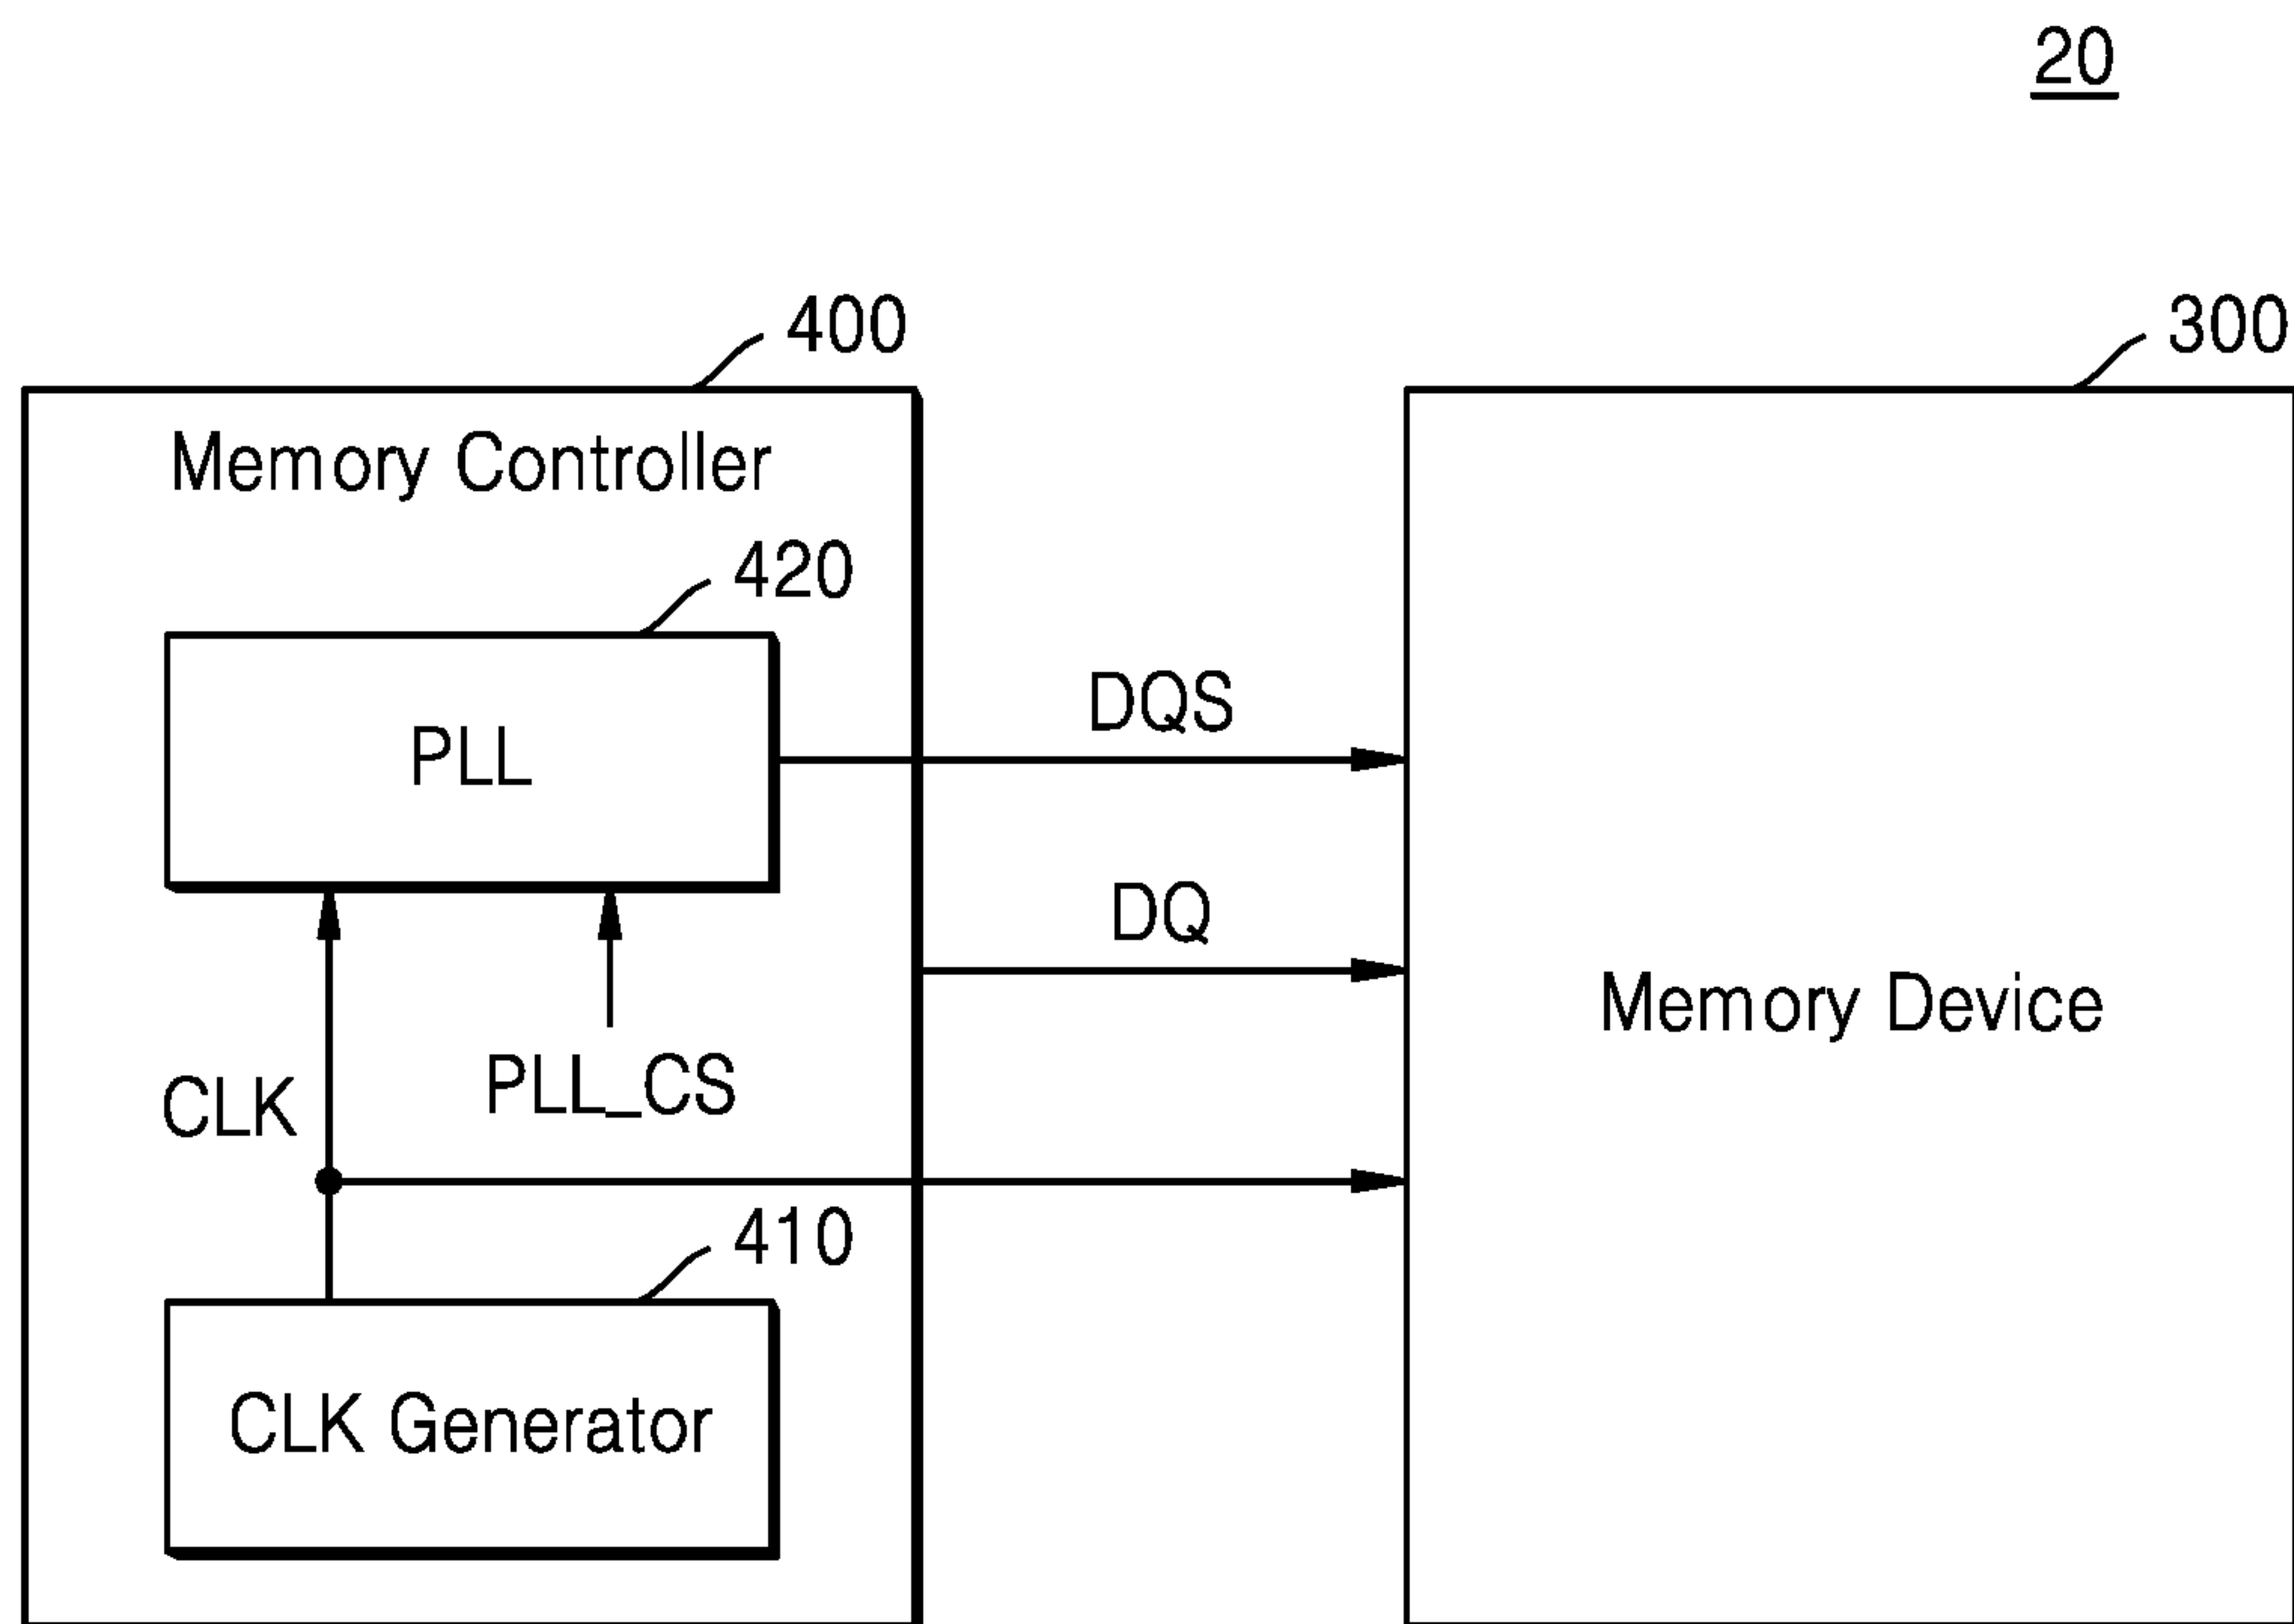 20
400
300
Memory Controller
420
PLL
DQS
DQ
Memory Device
CLK
PLL_CS
410
CLK Generator